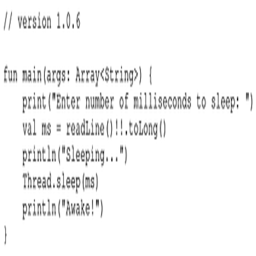 // version 1.0.6

fun main(args: Array<String>) {
    print("Enter number of milliseconds to sleep: ")
    val ms = readLine()!!.toLong()
    println("Sleeping...")
    Thread.sleep(ms)
    println("Awake!")
}